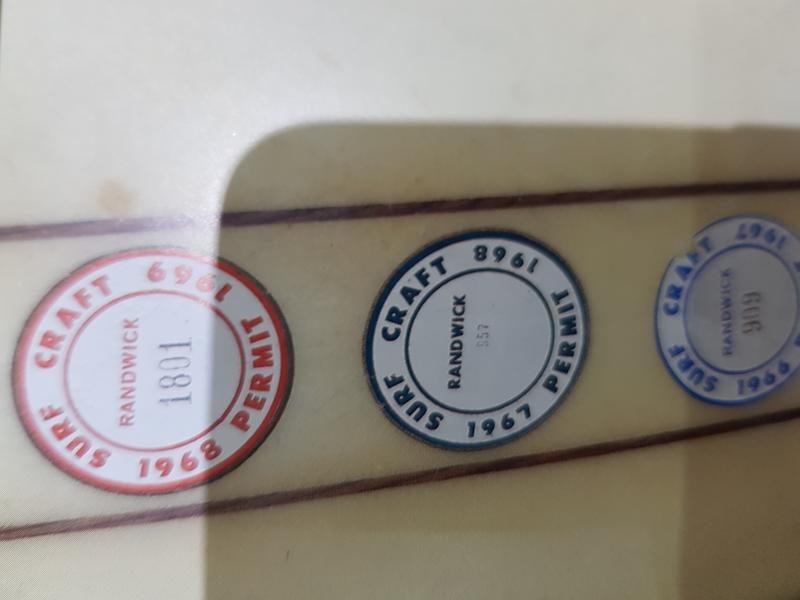 SURF CRAFT 1969 PERMIT 1968
RANDWICK
1801
SURF CRAFT 1968 PERMIT 1967
RANDWICK
SURF CRAFT 1967 1966
RANDWICK
909